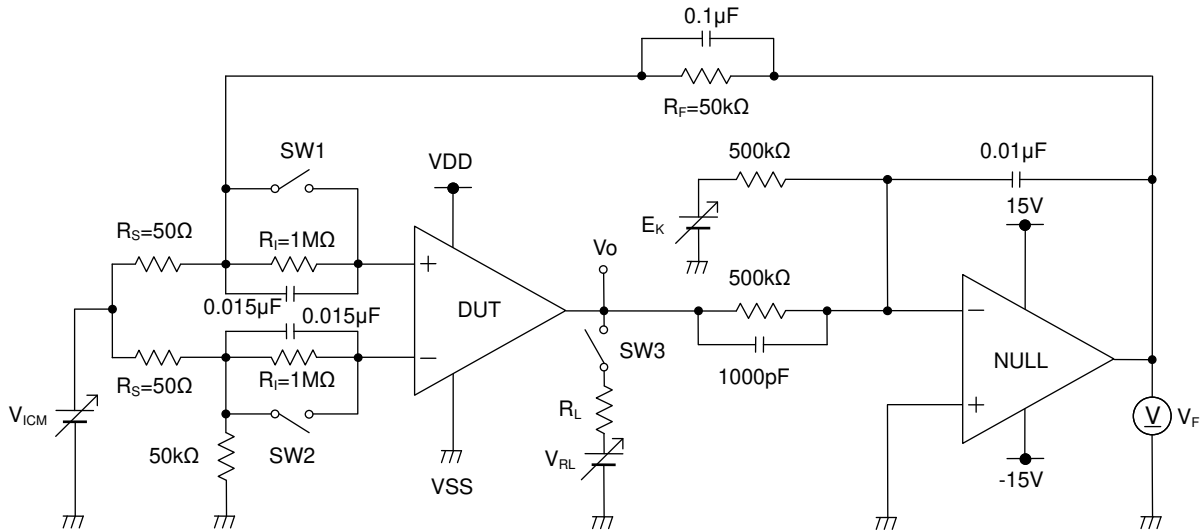 0.1µF
RF=50kΩ
SW1
VDD
500kΩ
0.01µF
15V
EK
RS=50Ω
RI=1MΩ
Vo
500kΩ
0.015µF
0.015µF
DUT
SW3
1000pF
NULL
RS=50Ω
RI=1MΩ
RL
V
VF
VICM
50kΩ
SW2
VRL
VSS
-15V